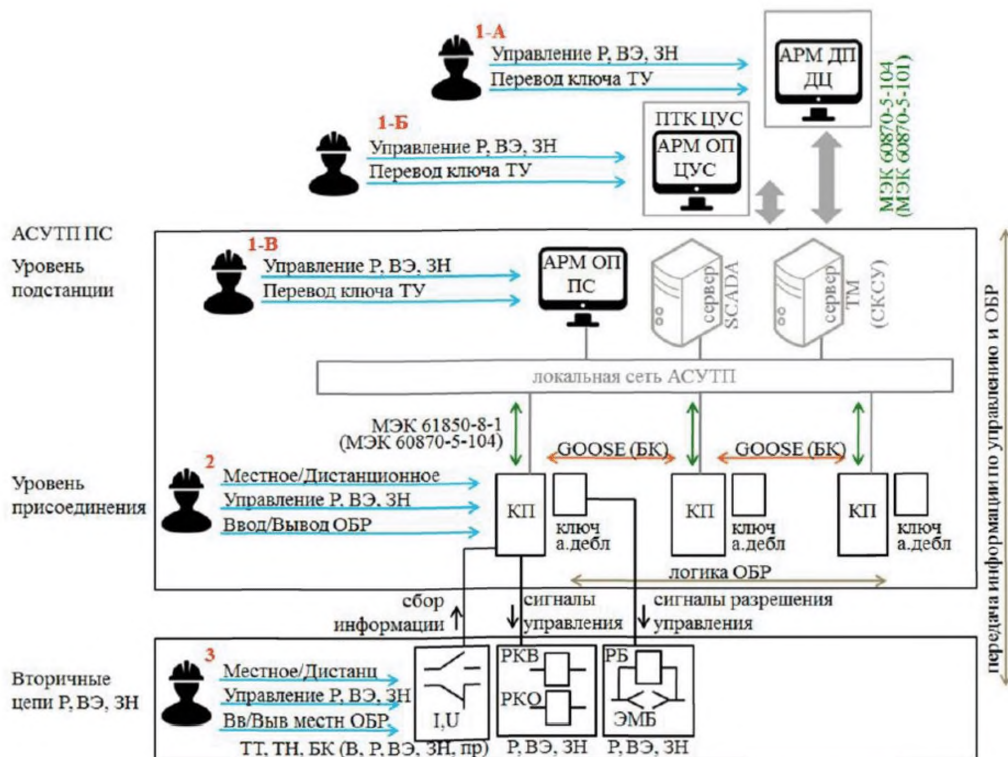 1-А
Управление Р, ВЭ, ЗН
Перевод ключа ТУ
АРМ ДП
ДЦ
МЭК 60870-5-104
(МЭК 60870-5-101)
1-Б
Управление Р, ВЭ, ЗН
Перевод ключа ТУ
ПТК ЦУС
АРМ ОП
ЦУС
АСУТП ПС
Уровень
подстанции
1-В
Управление Р, ВЭ, ЗН
Перевод ключа ТУ
АРМ ОП
ПС
сервер
SCADA
сервер
ТМ
(СКСУ)
передача информации по управлению и ОБР
локальная сеть АСУТП
МЭК 61850-8-1
(МЭК 60870-5-104)
GOOSE (БК)
GOOSE (БК)
Уровень
присоединения
2
Местное/Дистанционное
Управление Р, ВЭ, ЗН
Ввод/Вывод ОБР
КП
ключ
а.дебл
КП
ключ
а.дебл
КП
ключ
а.дебл
логика ОБР
сбор
информации
сигналы
управления
сигналы разрешения
управления
Вторичные
цепи Р, ВЭ, ЗН
3
Местное/Дистанц
Управление Р, ВЭ, ЗН
Вв/Выв местн ОБР
I,U
РКВ
РКО
РБ
ЭМБ
ТТ, ТН, БК (В, Р, ВЭ, ЗН, пр)
Р, ВЭ, ЗН
Р, ВЭ, ЗН